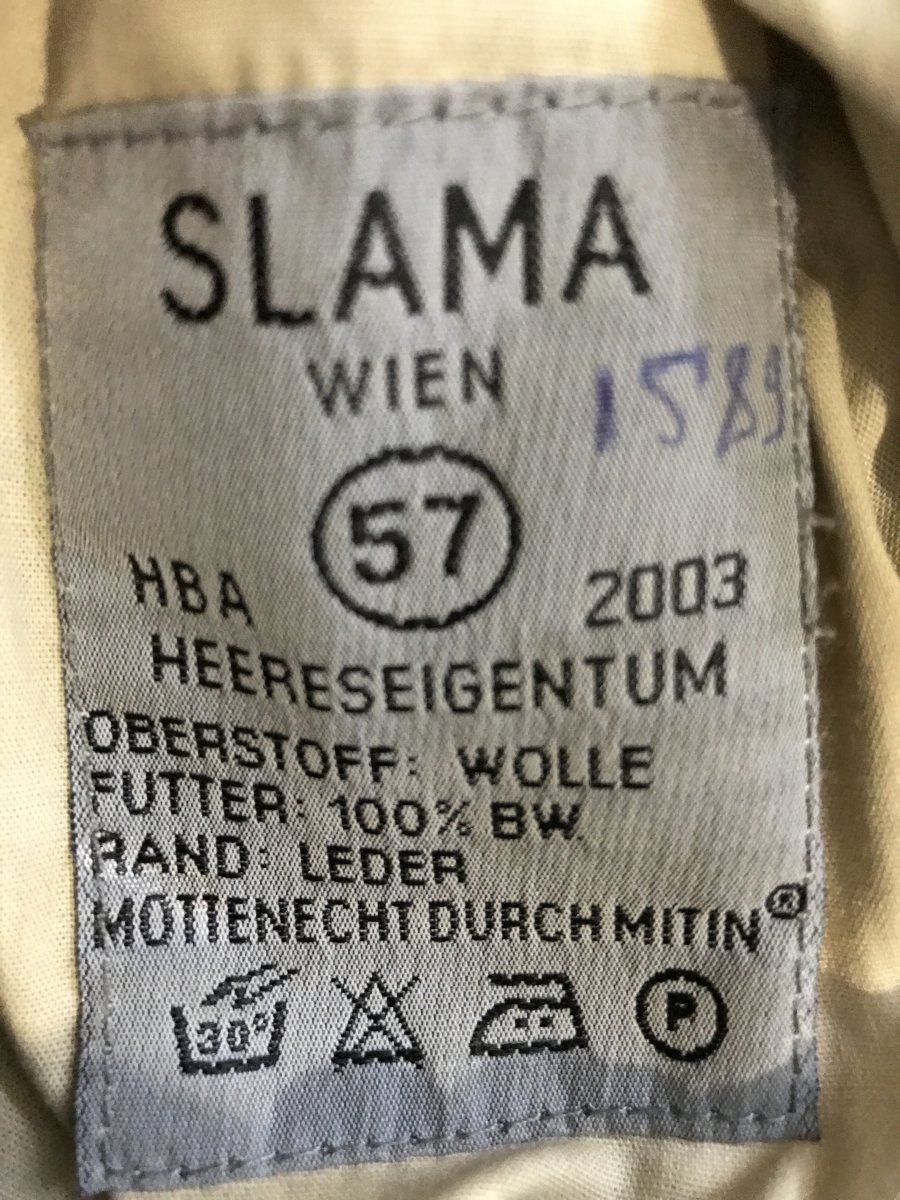 SLAMA
WIEN
1589
57
HBA 2003
HEERESEIGENTUM
OBERSTOFF: WOLLE
FUTTER: 100% BW.
RAND: LEDER
MOTTENECHT DURCH MITIN®
30° P